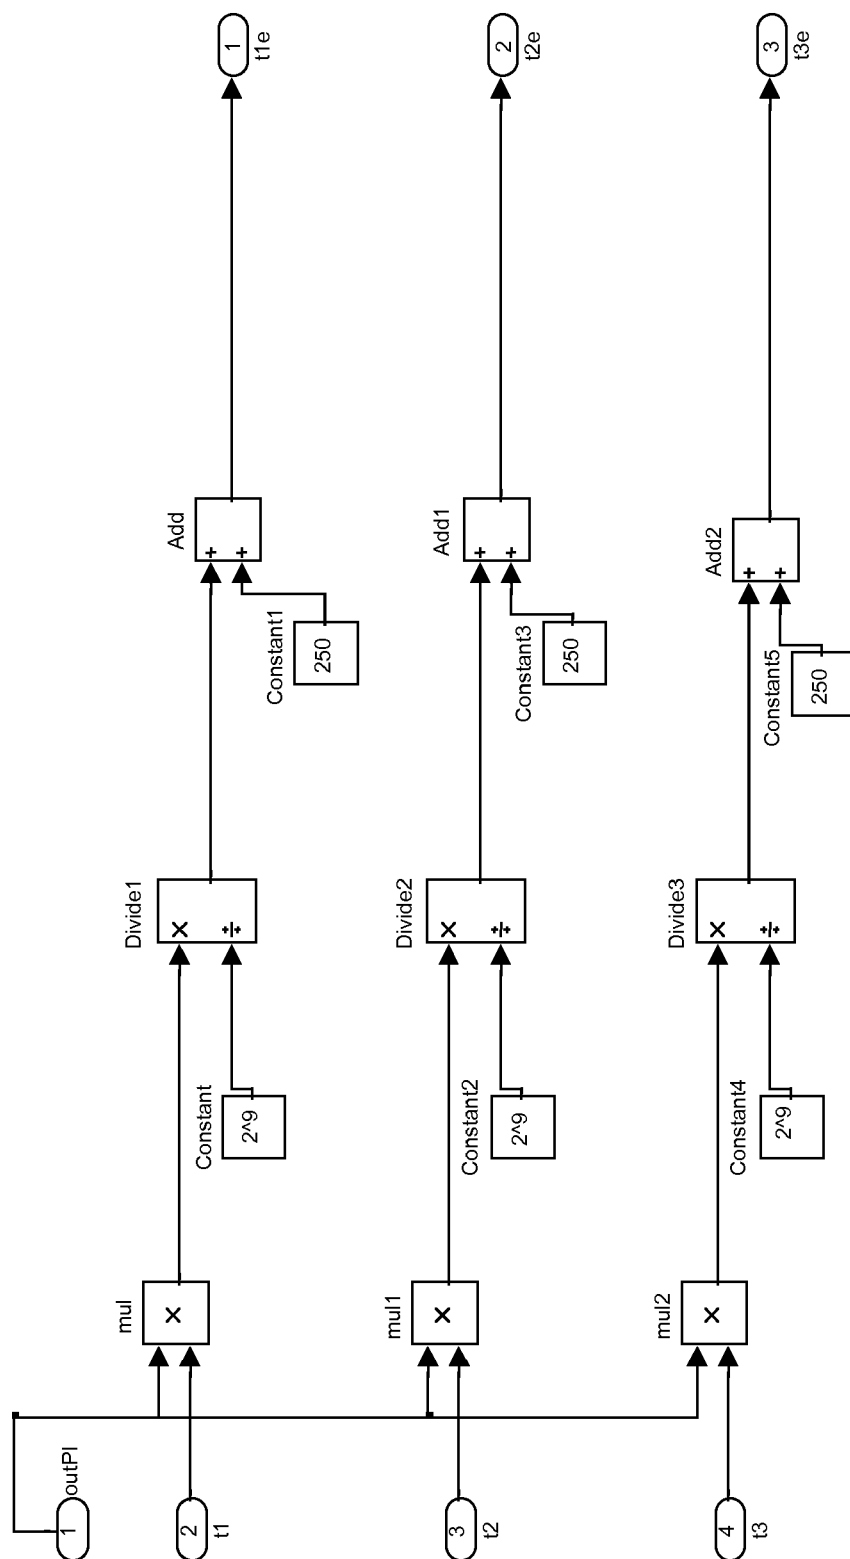 1
outPI
2
t1
mul
×
Constant
2^9
Divide1
×
÷
Constant1
250
Add
+
+
1
t1e
3
t2
mul1
×
Constant2
2^9
Divide2
×
÷
Constant3
250
Add1
+
+
2
t2e
4
t3
mul2
×
Constant4
2^9
Divide3
×
÷
Constant5
250
Add2
+
+
3
t3e